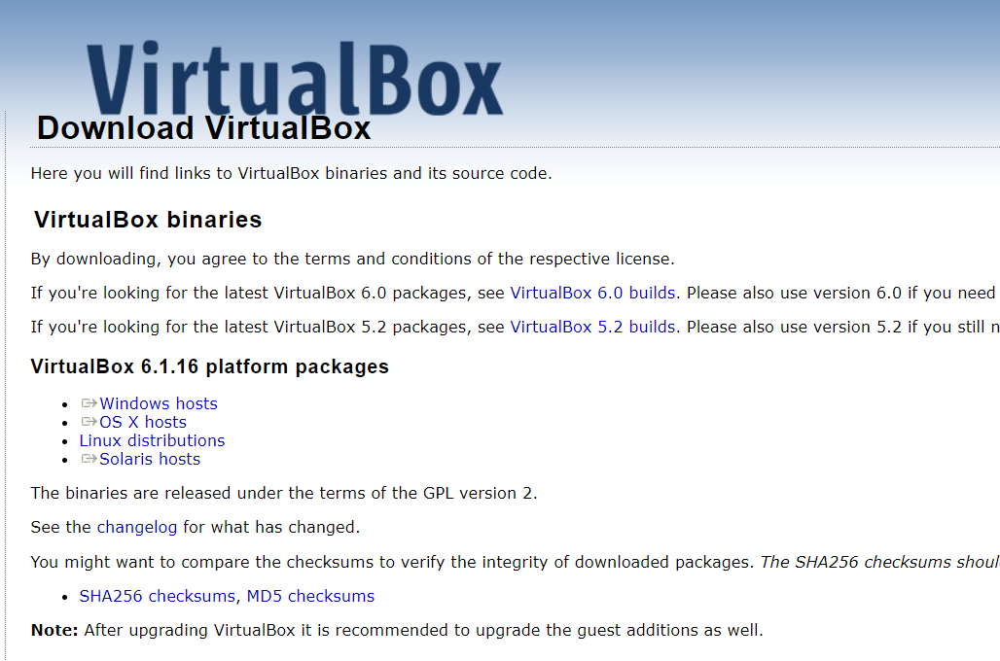 VirtualBox
Download VirtualBox
Here you will find links to VirtualBox binaries and its source code.
VirtualBox binaries
By downloading, you agree to the terms and conditions of the respective license.
If you're looking for the latest VirtualBox 6.0 packages, see VirtualBox 6.0 builds. Please also use version 6.0 if you need
If you're looking for the latest VirtualBox 5.2 packages, see VirtualBox 5.2 builds. Please also use version 5.2 if you still
VirtualBox 6.1.16 platform packages
Windows hosts
OS X hosts
Linux distributions
Solaris hosts
The binaries are released under the terms of the GPL version 2.
See the changelog for what has changed.
You might want to compare the checksums to verify the integrity of downloaded packages. The SHA256 checksums
SHA256 checksums, MD5 checksums
Note: After upgrading VirtualBox it is recommended to upgrade the guest additions as well.